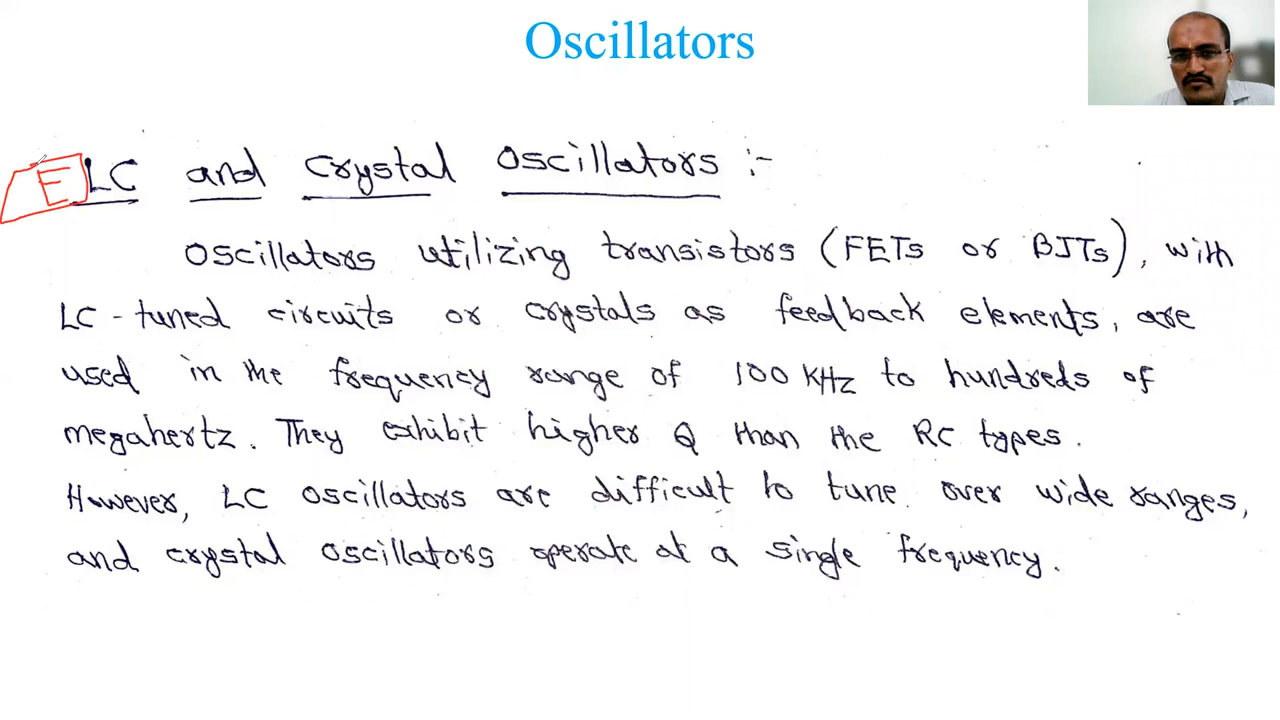 Oscillators
E LC and Crystal Oscillators :-
Oscillators utilizing transistors (FETs or BJTs), with
LC-tuned circuits or crystals as feedback elements, are
used in the frequency range of 100 KHz to hundreds of
megahertz. They exhibit higher Q than the RC types.
However, LC oscillators are difficult to tune over wide ranges,
and crystal oscillators operate at a single frequency.